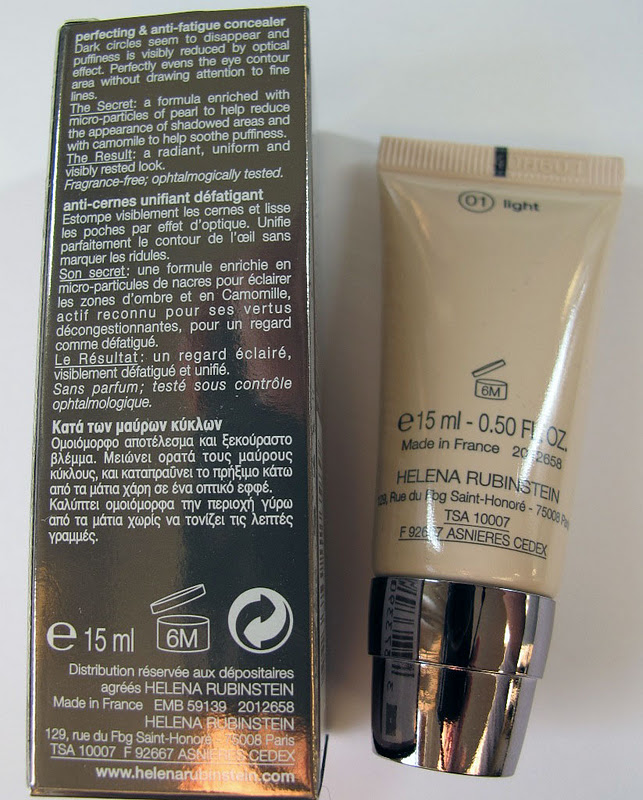 perfecting & anti-fatigue concealer
Dark circles seem to disappear and
puffiness is visibly reduced by optical
effect. Perfectly evens the eye contour
area without drawing attention to fine
lines.
The Secret: a formula enriched with
micro-particles of pearl to help reduce
the appearance of shadowed areas and
with camomile to help soothe puffiness.
The Result: a radiant, uniform and
visibly rested look.
Fragrance-free; ophtalmogically tested.
anti-cernes unifiant défatigant
Estompe visiblement les cernes et lisse
les poches par effet d'optique. Unifie
parfaitement le contour de l'œil sans
marquer les ridules.
Son secret: une formule enrichie en
micro-particules de nacres pour éclairer
les zones d'ombre et en Camomille,
actif reconnu pour ses vertus
décongestionnantes, pour un regard
comme défatigué.
Le Résultat: un regard éclairé,
visiblement défatigué et unifié.
Sans parfum; testé sous contrôle
ophtalmologique.
Κατά των μαύρων κύκλων
Ομοιόμορφο αποτέλεσμα και ξεκούραστο
βλέμμα. Μειώνει ορατά τους μαύρους
κύκλους, και καταπραΰνει το πρήξιμο κάτω
από τα μάτια χάρη σε ένα οπτικό εφφέ.
Καλύπτει ομοιόμορφα την περιοχή γύρω
από τα μάτια χωρίς να τονίζει τις λεπτές
γραμμές.
e 15 ml 6M
Distribution réservée aux dépositaires
agréés HELENA RUBINSTEIN
Made in France EMB 59139 2012658
HELENA RUBINSTEIN
129, rue du Fbg Saint-Honoré - 75008 Paris
TSA 10007 F 92667 ASNIERES CEDEX
www.helenarubinstein.com
01 light
6M
e 15 ml - 0.50 FL OZ.
Made in France 2012658
HELENA RUBINSTEIN
129, Rue du Fbg Saint-Honoré - 75008 Paris
TSA 10007
F 92667 ASNIERES CEDEX